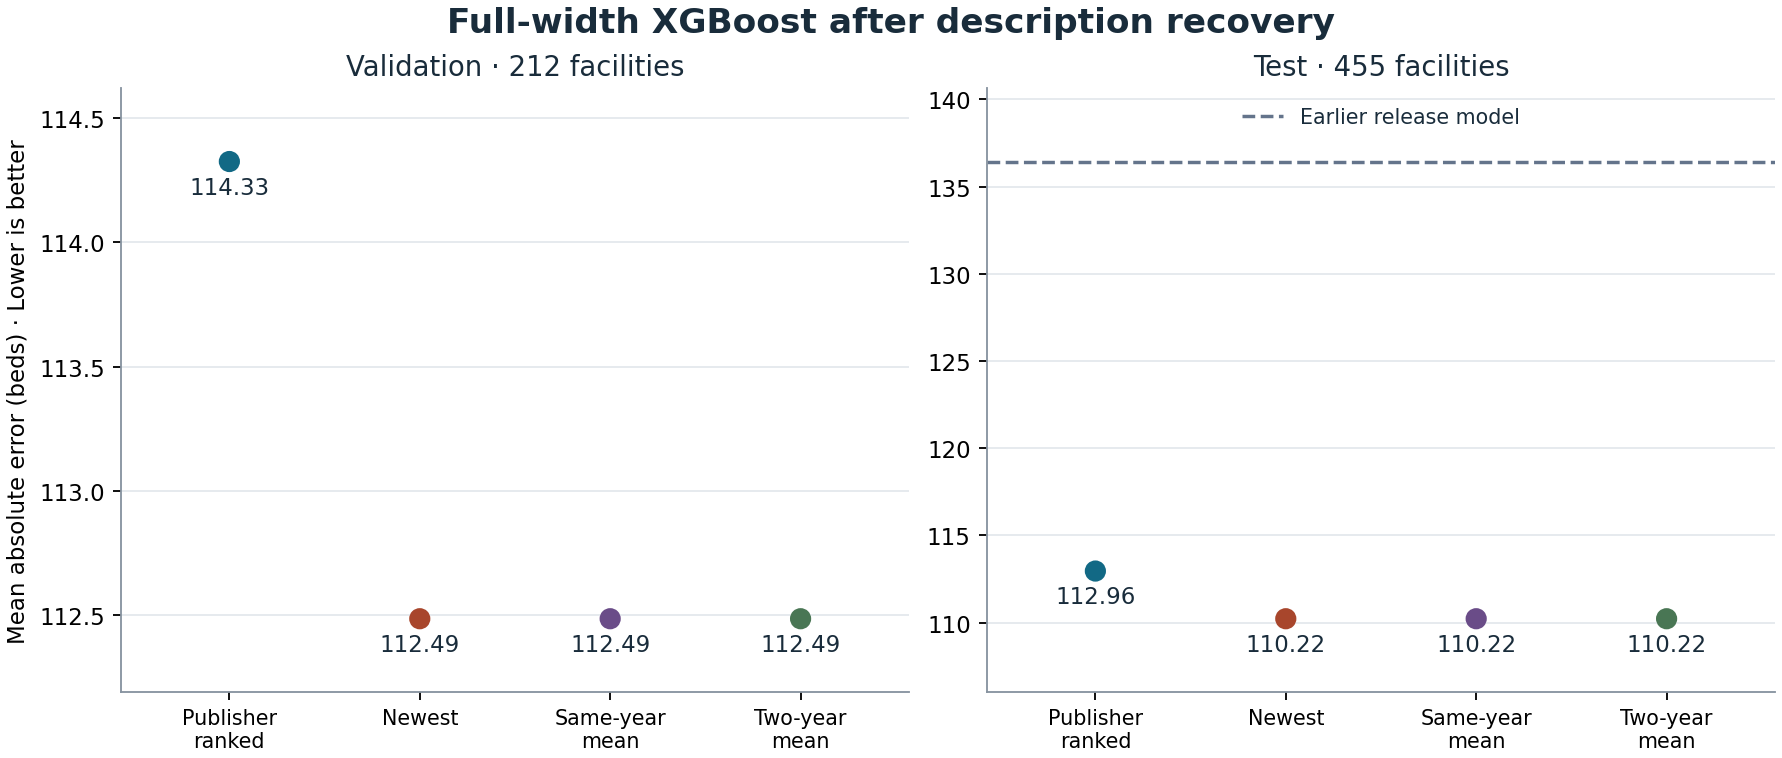 Full-width XGBoost after description recovery
Validation · 212 facilities
Mean absolute error (beds) · Lower is better
114.5
114.0
113.5
113.0
112.5
114.33
112.49
112.49
112.49
Publisher
ranked
Newest
Same-year
mean
Two-year
mean
Test · 455 facilities
140
135
130
125
120
115
110
Earlier release model
112.96
110.22
110.22
110.22
Publisher
ranked
Newest
Same-year
mean
Two-year
mean